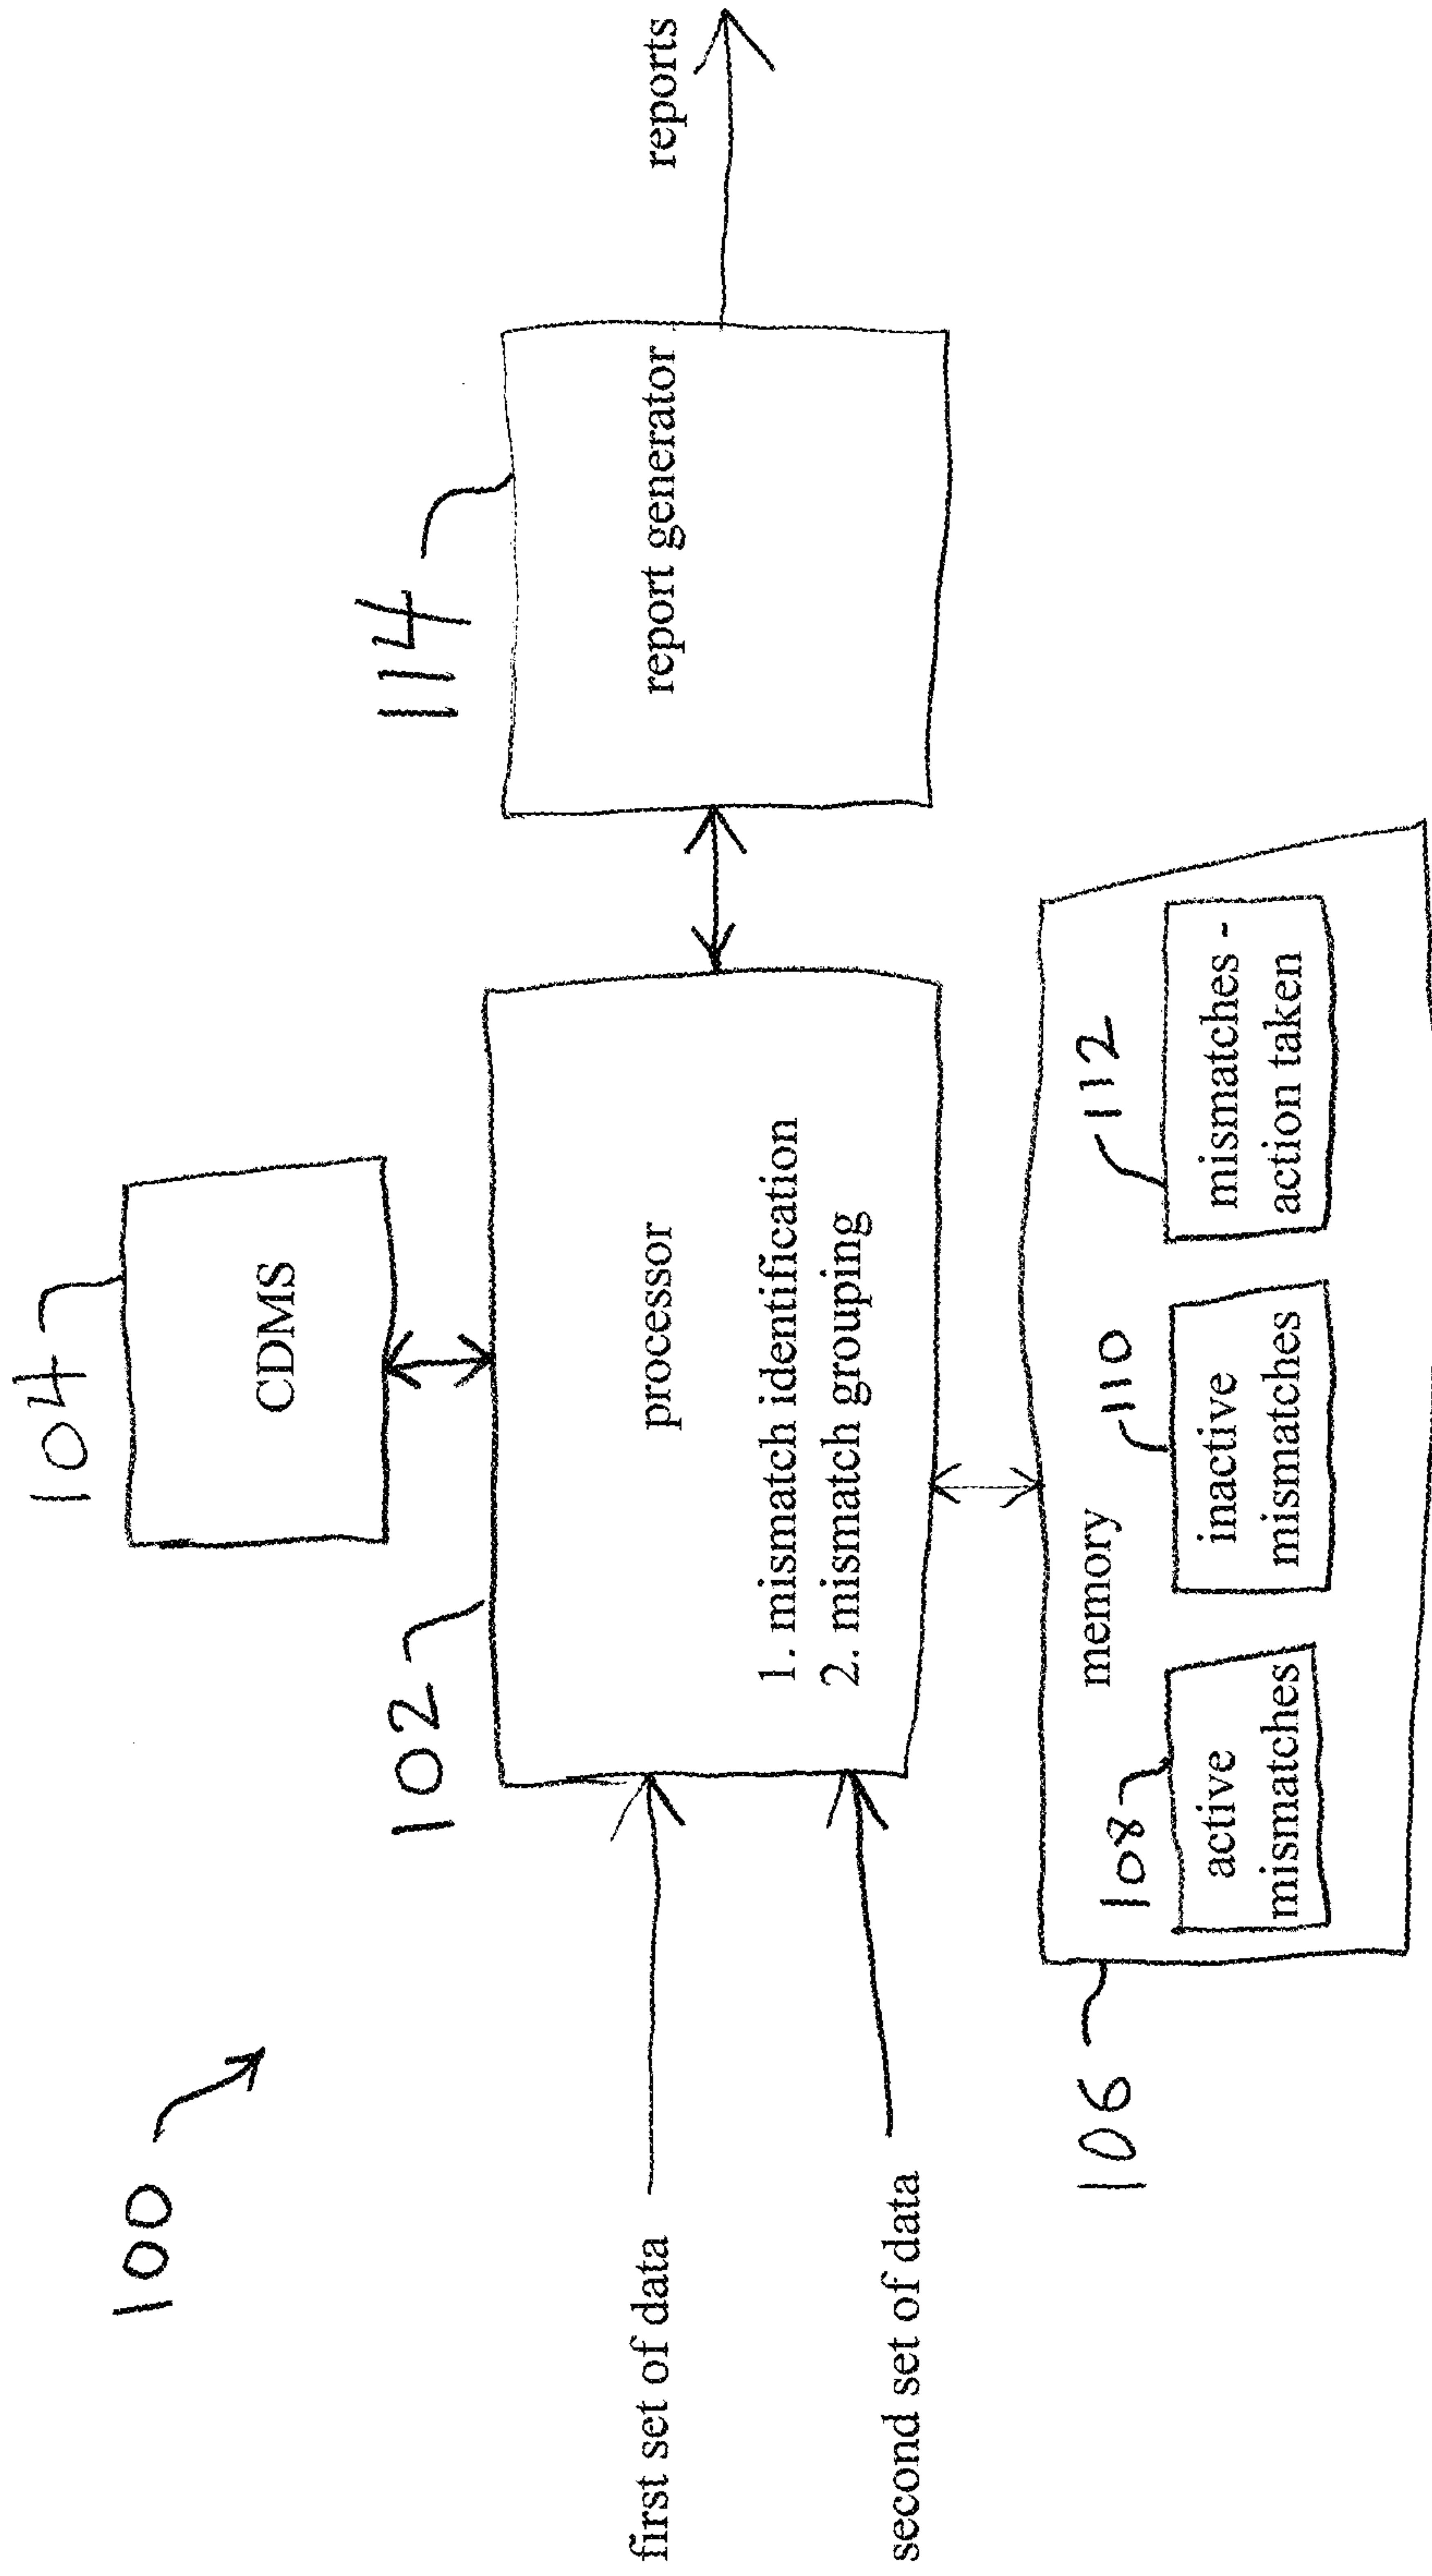 100
104
CDMS
102
processor
1. mismatch identification
2. mismatch grouping
first set of data
second set of data
114
report generator
reports
106
memory
108
active
mismatches
110
inactive
mismatches
112
mismatches -
action taken